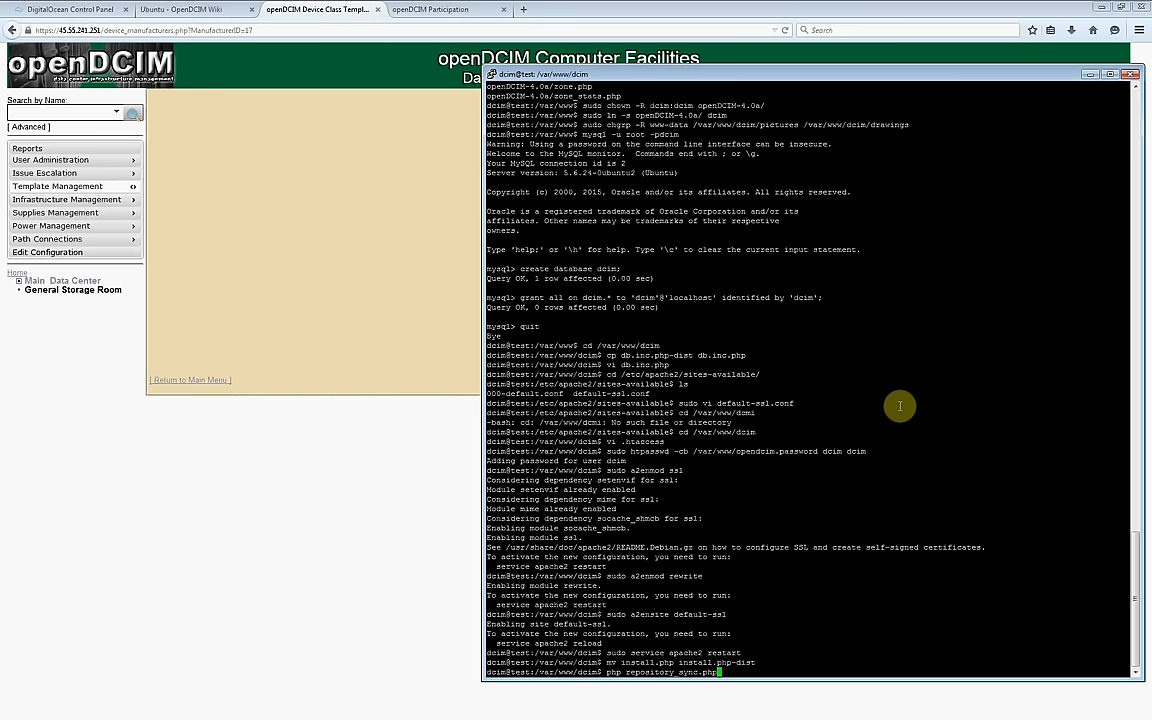 DigitalOcean Control Panel
Ubuntu - OpenDCIM Wiki
openDCIM Device Class Templ...
openDCIM Participation
https://45.55.241.251/device_manufacturers.php?ManufacturerID=17
Search
openDCIM
data center infrastructure management
openDCIM Computer Facilities
Da
Search by Name:
[ Advanced ]
Reports
User Administration
Issue Escalation
Template Management
Infrastructure Management
Supplies Management
Power Management
Path Connections
Edit Configuration
Home
Main Data Center
General Storage Room
[ Return to Main Menu ]
dcim@test: /var/www/dcim
openDCIM-4.0a/zone.php
openDCIM-4.0a/zone_stats.php
dcim@test:/var/www$ sudo chown -R dcim:dcim openDCIM-4.0a/
dcim@test:/var/www$ sudo ln -s openDCIM-4.0a/ dcim
dcim@test:/var/www$ sudo chgrp -R www-data /var/www/dcim/pictures /var/www/dcim/drawings
dcim@test:/var/www$ mysql -u root -pdcim
Warning: Using a password on the command line interface can be insecure.
Welcome to the MySQL monitor.  Commands end with ; or \g.
Your MySQL connection id is 2
Server version: 5.6.24-0ubuntu2 (Ubuntu)
Copyright (c) 2000, 2015, Oracle and/or its affiliates. All rights reserved.
Oracle is a registered trademark of Oracle Corporation and/or its
affiliates. Other names may be trademarks of their respective
owners.
Type 'help;' or '\h' for help. Type '\c' to clear the current input statement.
mysql> create database dcim;
Query OK, 1 row affected (0.00 sec)
mysql> grant all on dcim.* to 'dcim'@'localhost' identified by 'dcim';
Query OK, 0 rows affected (0.00 sec)
mysql> quit
Bye
dcim@test:/var/www$ cd /var/www/dcim
dcim@test:/var/www/dcim$ cp db.inc.php-dist db.inc.php
dcim@test:/var/www/dcim$ vi db.inc.php
dcim@test:/var/www/dcim$ cd /etc/apache2/sites-available/
dcim@test:/etc/apache2/sites-available$ ls
000-default.conf  default-ssl.conf
dcim@test:/etc/apache2/sites-available$ sudo vi default-ssl.conf
dcim@test:/etc/apache2/sites-available$ cd /var/www/dcmi
-bash: cd: /var/www/dcmi: No such file or directory
dcim@test:/etc/apache2/sites-available$ cd /var/www/dcim
dcim@test:/var/www/dcim$ vi .htaccess
dcim@test:/var/www/dcim$ sudo htpasswd -cb /var/www/opendcim.password dcim dcim
Adding password for user dcim
dcim@test:/var/www/dcim$ sudo a2enmod ssl
Considering dependency setenvif for ssl:
Module setenvif already enabled
Considering dependency mime for ssl:
Module mime already enabled
Considering dependency socache_shmcb for ssl:
Enabling module socache_shmcb.
Enabling module ssl.
See /usr/share/doc/apache2/README.Debian.gz on how to configure SSL and create self-signed certificates.
To activate the new configuration, you need to run:
service apache2 restart
dcim@test:/var/www/dcim$ sudo a2enmod rewrite
Enabling module rewrite.
To activate the new configuration, you need to run:
service apache2 restart
dcim@test:/var/www/dcim$ sudo a2ensite default-ssl
Enabling site default-ssl.
To activate the new configuration, you need to run:
service apache2 reload
dcim@test:/var/www/dcim$ sudo service apache2 restart
dcim@test:/var/www/dcim$ mv install.php install.php-dist
dcim@test:/var/www/dcim$ php repository_sync.php